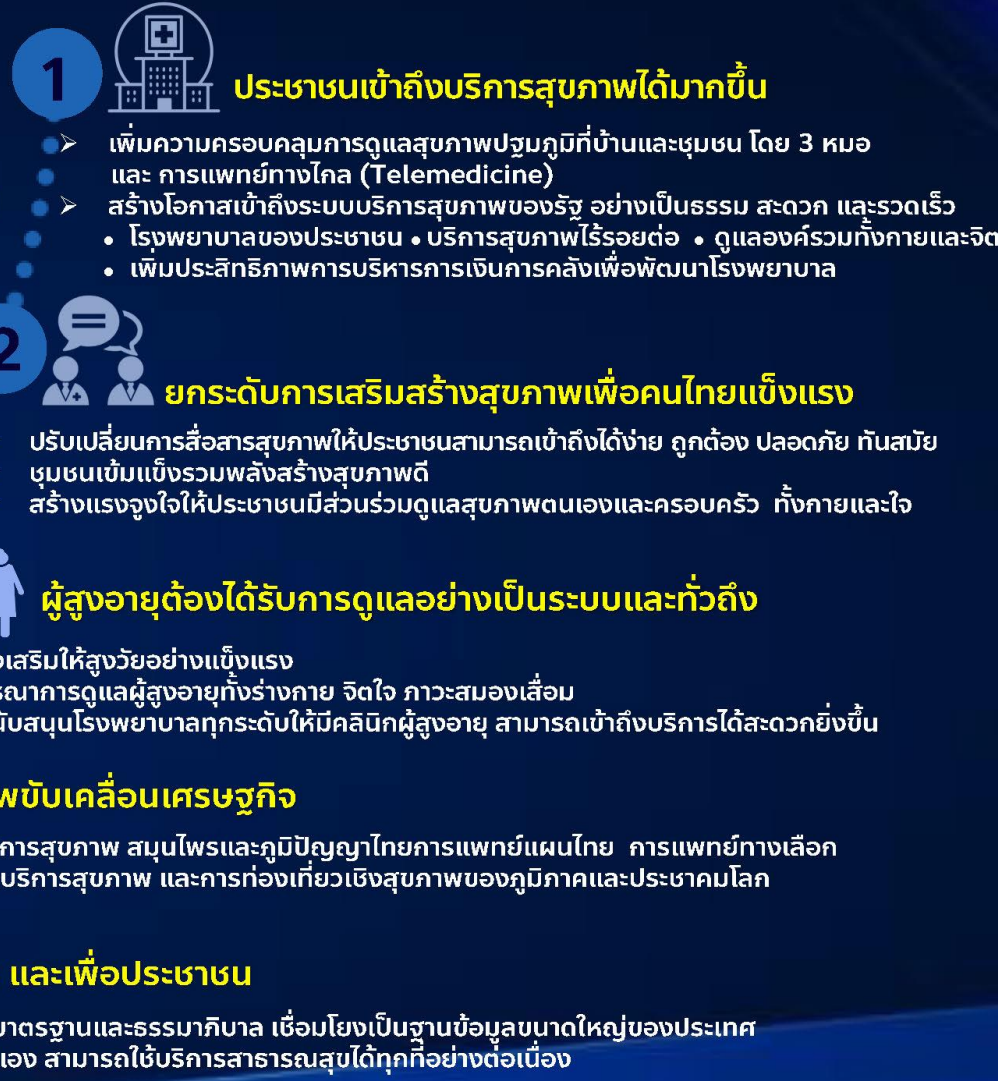 1
ประชาชนเข้าถึงบริการสุขภาพได้มากขึ้น
➢ เพิ่มความครอบคลุมการดูแลสุขภาพปฐมภูมิที่บ้านและชุมชน โดย 3 หมอ
และ การแพทย์ทางไกล (Telemedicine)
➢ สร้างโอกาสเข้าถึงระบบบริการสุขภาพของรัฐ อย่างเป็นธรรม สะดวก และรวดเร็ว
• โรงพยาบาลของประชาชน • บริการสุขภาพไร้รอยต่อ • ดูแลองค์รวมทั้งกายและจิต
• เพิ่มประสิทธิภาพการบริหารการเงินการคลังเพื่อพัฒนาโรงพยาบาล
2
ยกระดับการเสริมสร้างสุขภาพเพื่อคนไทยแข็งแรง
ปรับเปลี่ยนการสื่อสารสุขภาพให้ประชาชนสามารถเข้าถึงได้ง่าย ถูกต้อง ปลอดภัย ทันสมัย
ชุมชนเข้มแข็งรวมพลังสร้างสุขภาพดี
สร้างแรงจูงใจให้ประชาชนมีส่วนร่วมดูแลสุขภาพตนเองและครอบครัว ทั้งกายและใจ
ผู้สูงอายุต้องได้รับการดูแลอย่างเป็นระบบและทั่วถึง
เสริมให้สูงวัยอย่างแข็งแรง
รณาการดูแลผู้สูงอายุทั้งร่างกาย จิตใจ ภาวะสมองเสื่อม
ับสนุนโรงพยาบาลทุกระดับให้มีคลินิกผู้สูงอายุ สามารถเข้าถึงบริการได้สะดวกยิ่งขึ้น
พขับเคลื่อนเศรษฐกิจ
การสุขภาพ สมุนไพรและภูมิปัญญาไทยการแพทย์แผนไทย การแพทย์ทางเลือก
บริการสุขภาพ และการท่องเที่ยวเชิงสุขภาพของภูมิภาคและประชาคมโลก
และเพื่อประชาชน
มาตรฐานและธรรมาภิบาล เชื่อมโยงเป็นฐานข้อมูลขนาดใหญ่ของประเทศ
เอง สามารถใช้บริการสาธารณสุขได้ทุกที่อย่างต่อเนื่อง